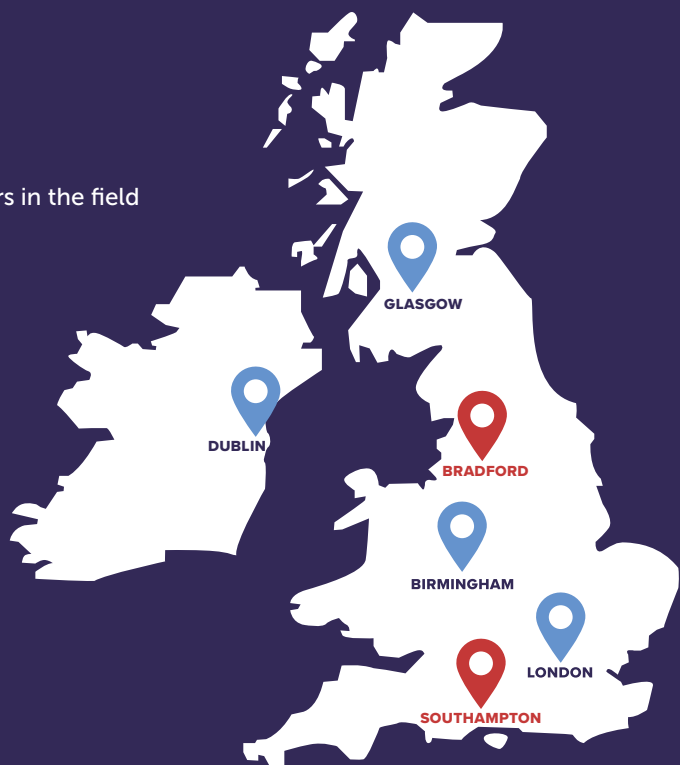 rs in the field
GLASGOW
DUBLIN
BRADFORD
BIRMINGHAM
LONDON
SOUTHAMPTON